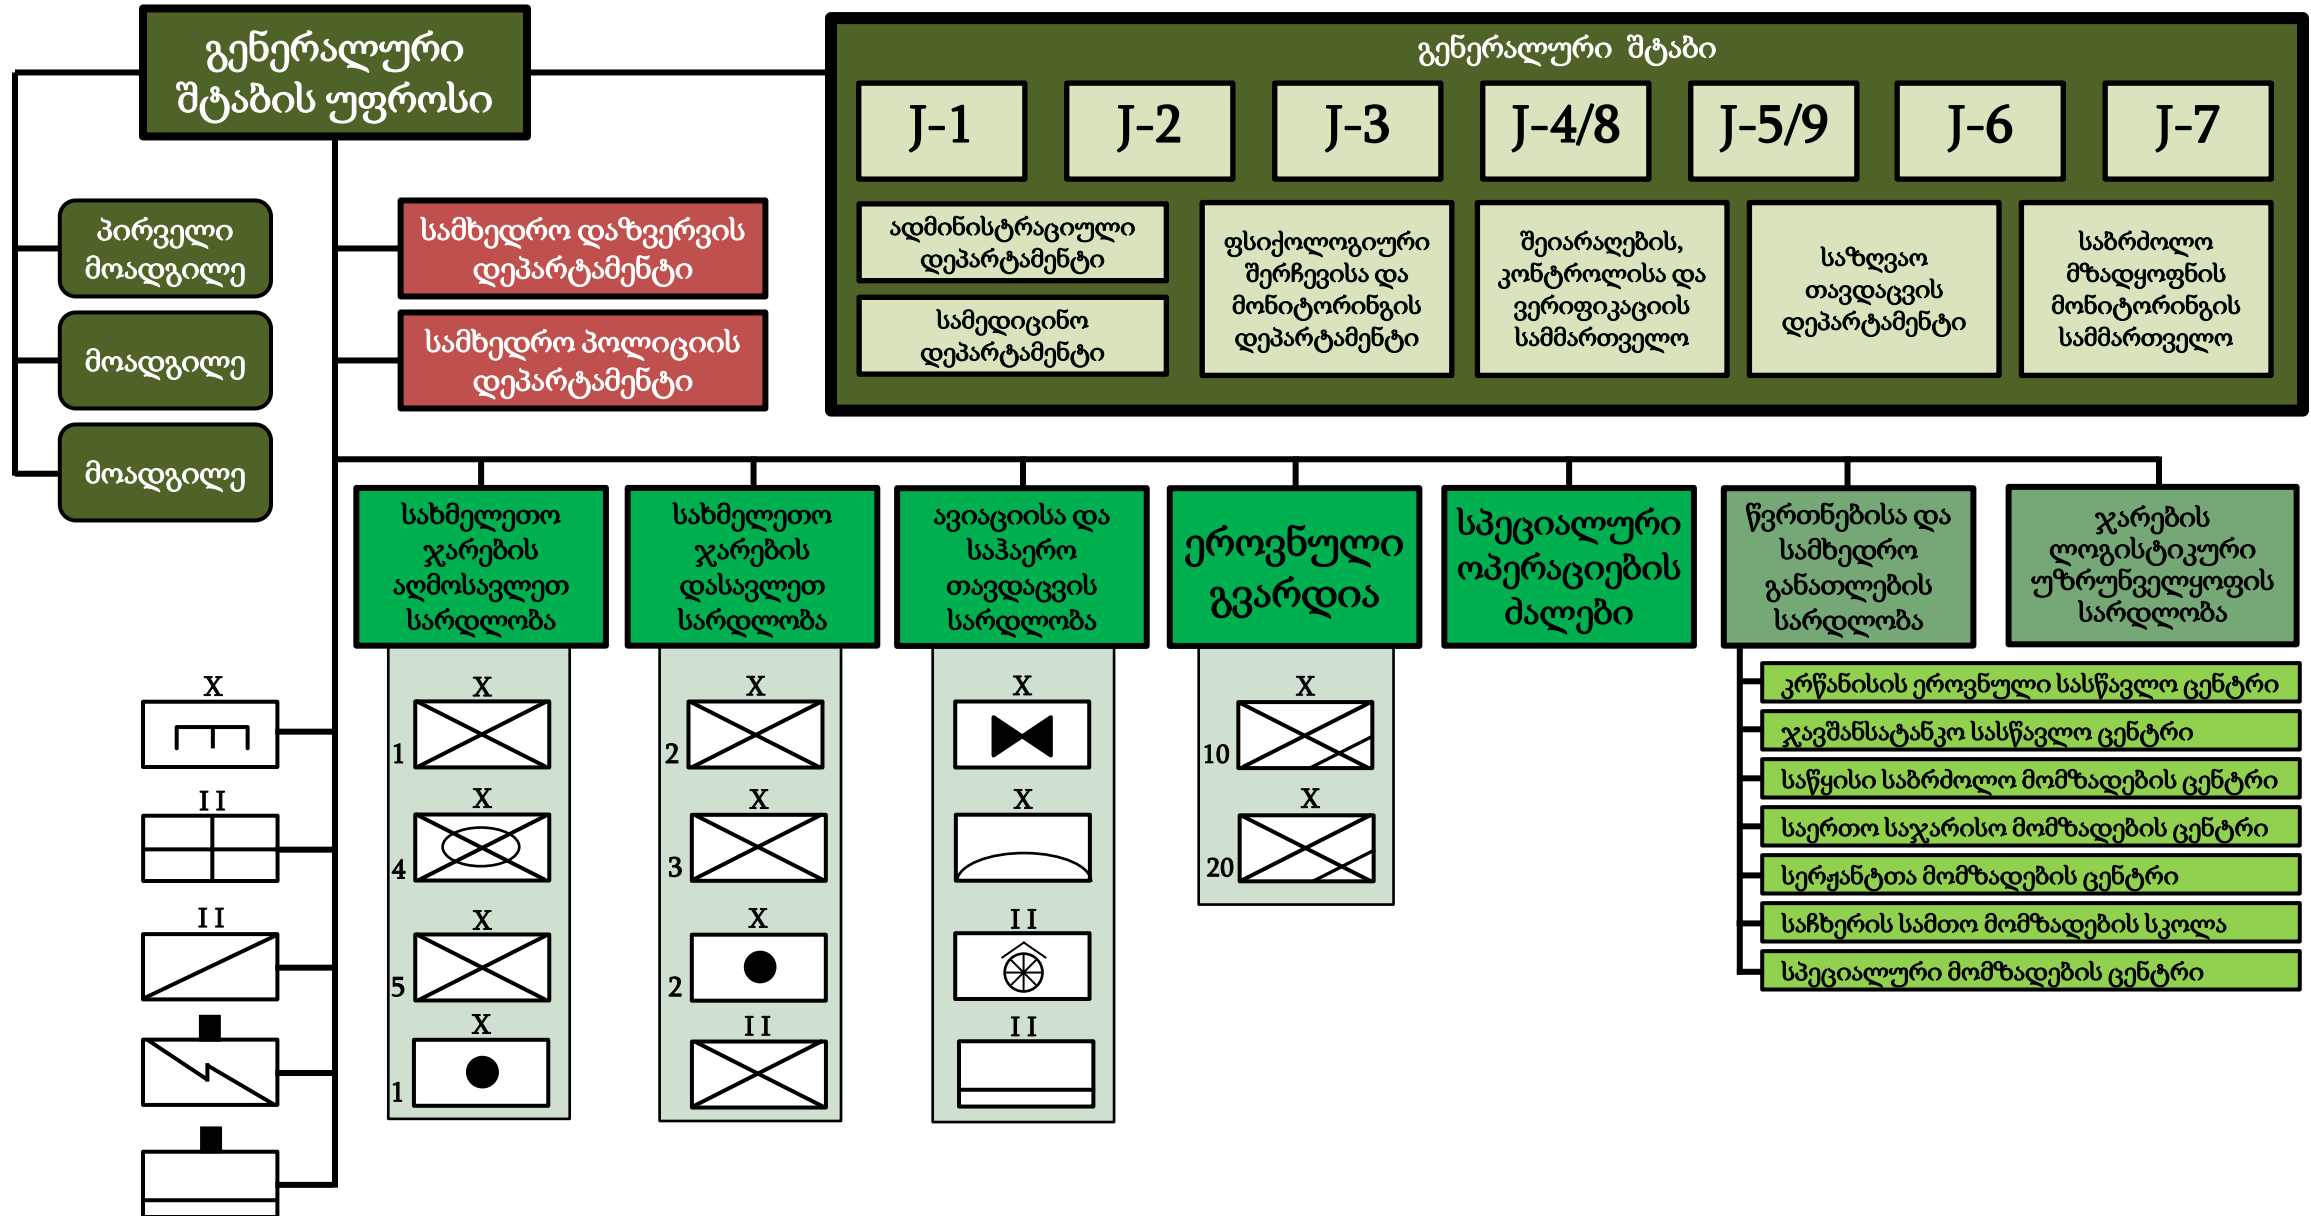 გენერალური
შტაბის უფროსი
პირველი
მოადგილე
მოადგილე
მოადგილე
სამხედრო დაზვერვის
დეპარტამენტი
სამხედრო პოლიციის
დეპარტამენტი
გენერალური შტაბი
J-1
J-2
J-3
J-4/8
J-5/9
J-6
J-7
ადმინისტრაციული
დეპარტამენტი
სამედიცინო
დეპარტამენტი
ფსიქოლოგიური
შერჩევისა და
მონიტორინგის
დეპარტამენტი
შეიარაღების,
კონტროლისა და
ვერიფიკაციის
სამმართველო
საზღვაო
თავდაცვის
დეპარტამენტი
საბრძოლო
მზადყოფნის
მონიტორინგის
სამმართველო
სახმელეთო
ჯარების
აღმოსავლეთ
სარდლობა
სახმელეთო
ჯარების
დასავლეთ
სარდლობა
ავიაციისა და
საჰაერო
თავდაცვის
სარდლობა
ეროვნული
გვარდია
სპეციალური
ოპერაციების
ძალები
წვრთნებისა და
სამხედრო
განათლების
სარდლობა
ჯარების
ლოგისტიკური
უზრუნველყოფის
სარდლობა
X
I I
I I
X
1
X
4
X
5
X
1
X
2
X
3
X
2
I I
X
X
I I
I I
X
10
X
20
კრწანისის ეროვნული სასწავლო ცენტრი
ჯავშანსატანკო სასწავლო ცენტრი
საწყისი საბრძოლო მომზადების ცენტრი
საერთო საჯარისო მომზადების ცენტრი
სერჟანტთა მომზადების ცენტრი
საჩხერის სამთო მომზადების სკოლა
სპეციალური მომზადების ცენტრი